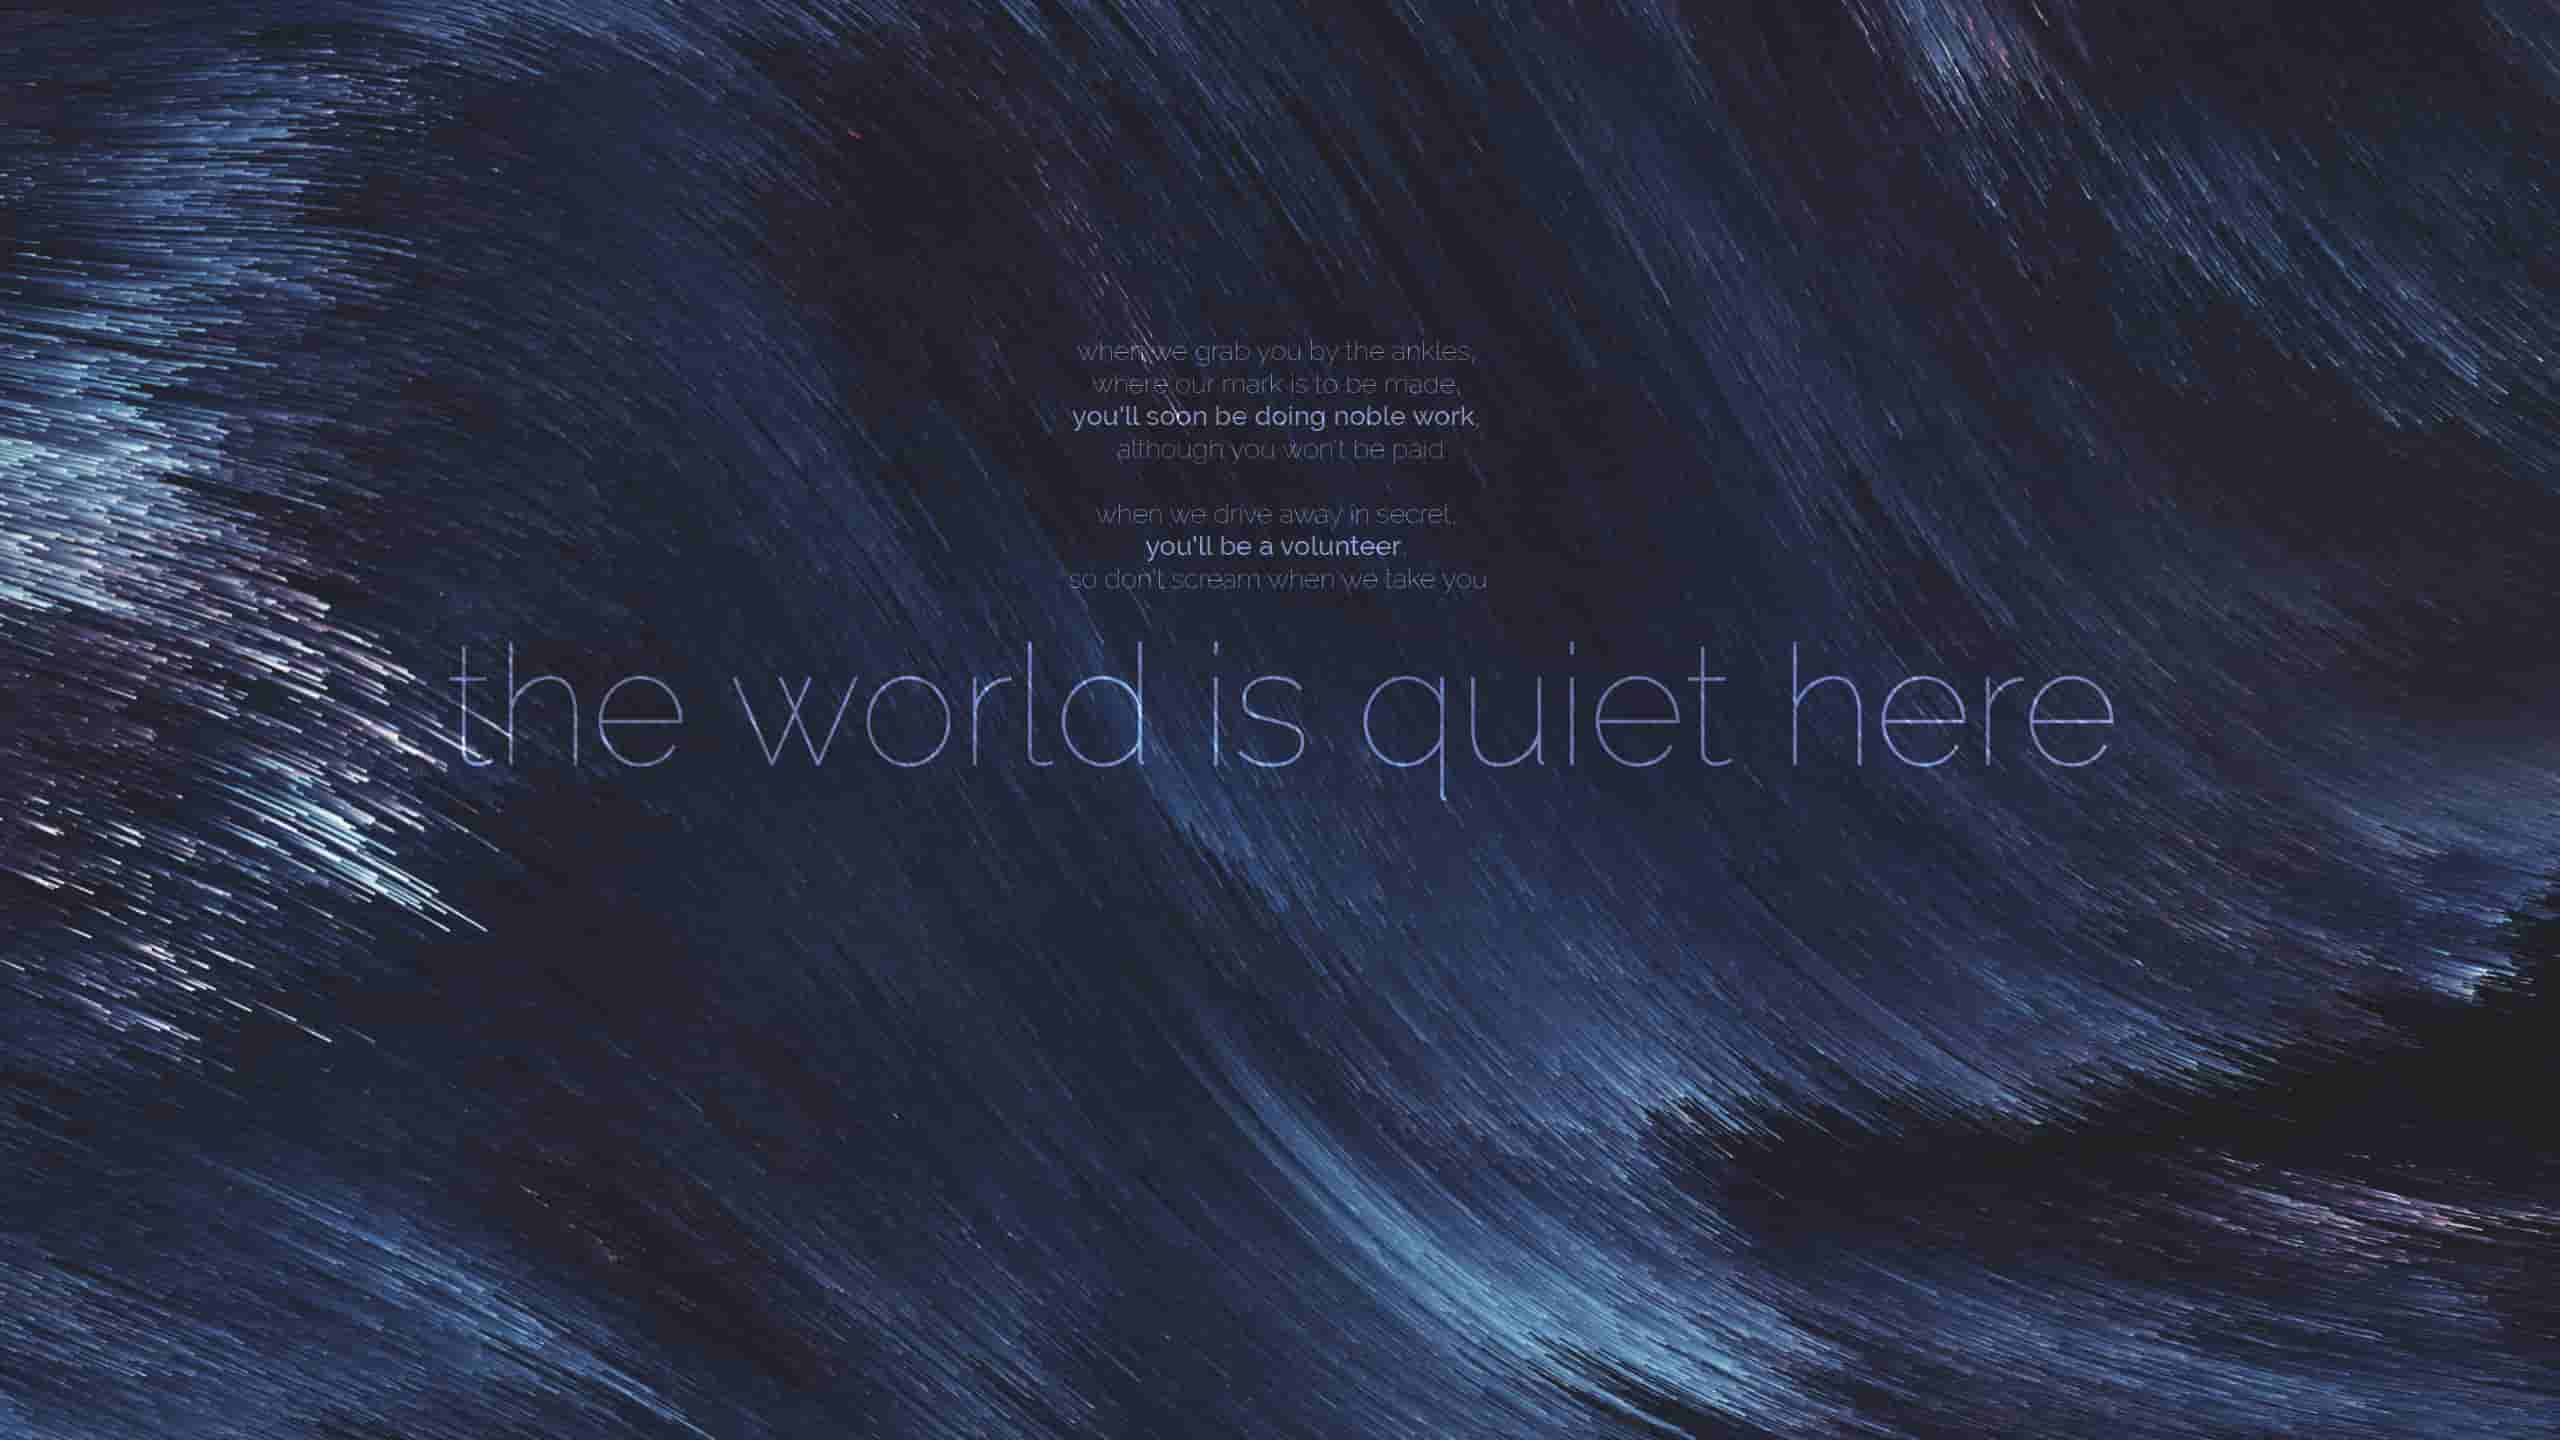 when we grab you by the ankles,
where our mark is to be made,
you'll soon be doing noble work,
although you won't be paid.
when we drive away in secret,
you'll be a volunteer,
so don't scream when we take you
the world is quiet here